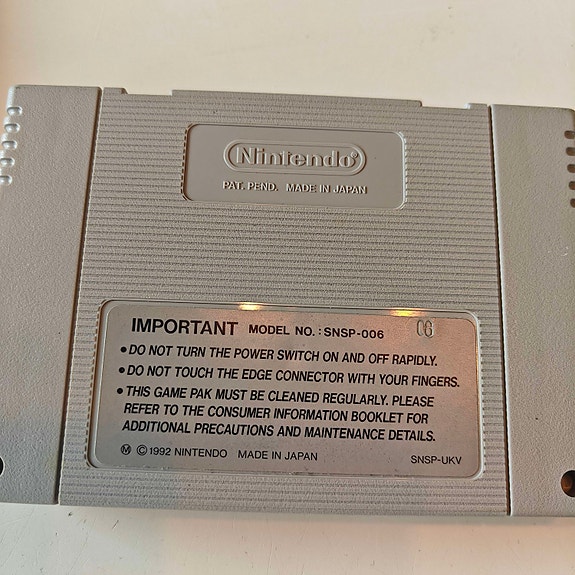 Nintendo®
PAT. PEND. MADE IN JAPAN
IMPORTANT MODEL NO.: SNSP-006 06
•DO NOT TURN THE POWER SWITCH ON AND OFF RAPIDLY.
•DO NOT TOUCH THE EDGE CONNECTOR WITH YOUR FINGERS.
•THIS GAME PAK MUST BE CLEANED REGULARLY. PLEASE
REFER TO THE CONSUMER INFORMATION BOOKLET FOR
ADDITIONAL PRECAUTIONS AND MAINTENANCE DETAILS.
Ⓜ ©1992 NINTENDO MADE IN JAPAN SNSP-UKV